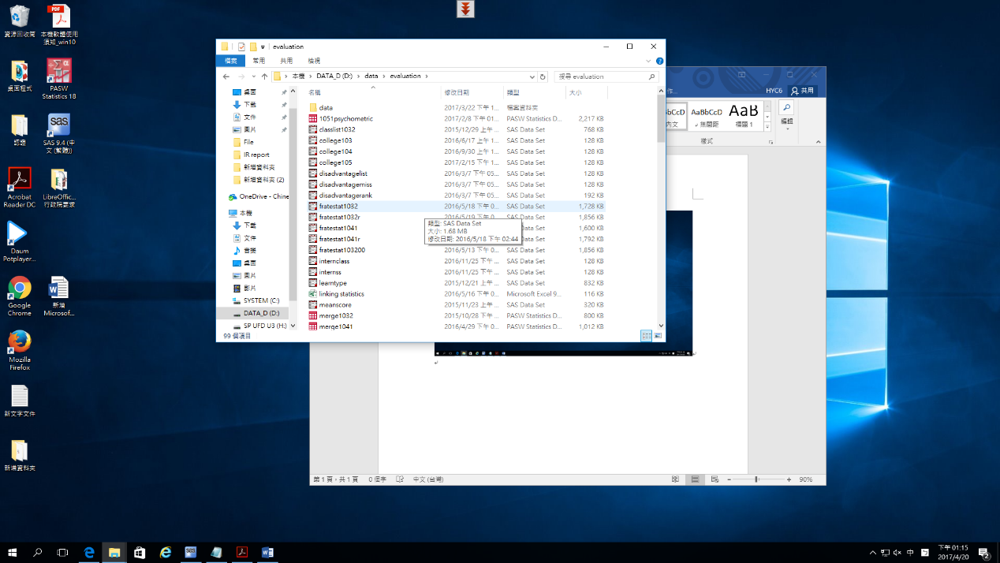 資源回收筒
本機軟體使用
須知_win10
桌面程式
PASW
Statistics 18
認證
SAS 9.4 (中
文 (繁體))
Acrobat
Reader DC
LibreOffic...
行政院要求
Daum
Potplayer...
Google
Chrome
新增
Microsof...
Mozilla
Firefox
新文字文件
新增資料夾
evaluation
檔案 常用 共用 檢視
本機 › DATA_D (D:) › data › evaluation ›
搜尋 evaluation
名稱 修改日期 類型 大小
桌面
下載
文件
圖片
File
IR report
新增資料夾
新增資料夾 (2)
OneDrive - Chine
本機
下載
文件
音樂
桌面
圖片
影片
SYSTEM (C:)
DATA_D (D:)
SP UFD U3 (H:)
data 2017/3/22 下午 1... 檔案資料夾
1051psychometric 2017/2/8 下午 01... PASW Statistics D... 2,217 KB
classlist1032 2015/12/29 上午 ... SAS Data Set 768 KB
college103 2016/6/17 上午 1... SAS Data Set 128 KB
college104 2016/9/30 上午 1... SAS Data Set 128 KB
college105 2017/2/15 下午 1... SAS Data Set 128 KB
disadvantagelist 2016/3/7 下午 05... SAS Data Set 128 KB
disadvantagemiss 2016/3/7 下午 05... SAS Data Set 128 KB
disadvantagerank 2016/3/7 下午 05... SAS Data Set 192 KB
fratestat1032 2016/5/18 下午 0... SAS Data Set 1,728 KB
fratestat1032r 2016/5/19 下午 0... SAS Data Set 1,856 KB
fratestat1041 1,600 KB
fratestat1041r 1,792 KB
fratestat103200 2016/5/13 下午 0... SAS Data Set 1,856 KB
internclass 2016/11/25 下午 ... SAS Data Set 128 KB
internss 2016/11/25 下午 ... SAS Data Set 128 KB
learntype 2015/12/21 上午 ... SAS Data Set 832 KB
linking statistics 2016/5/16 下午 0... Microsoft Excel 9... 116 KB
meanscore 2015/11/23 上午 ... SAS Data Set 320 KB
merge1032 2015/10/28 上午 ... PASW Statistics D... 800 KB
merge1041 2016/4/29 下午 0... PASW Statistics D... 1,012 KB
類型: SAS Data Set
大小: 1.68 MB
修改日期: 2016/5/18 下午 02:44
99 個項目
作... HYC6 共用
AaBbCcD AaB
內文 無間距 標題 1
編輯
樣式
第 1 頁，共 1 頁 0 個字 中文 (台灣)
90%
中
下午 01:15
2017/4/20
2